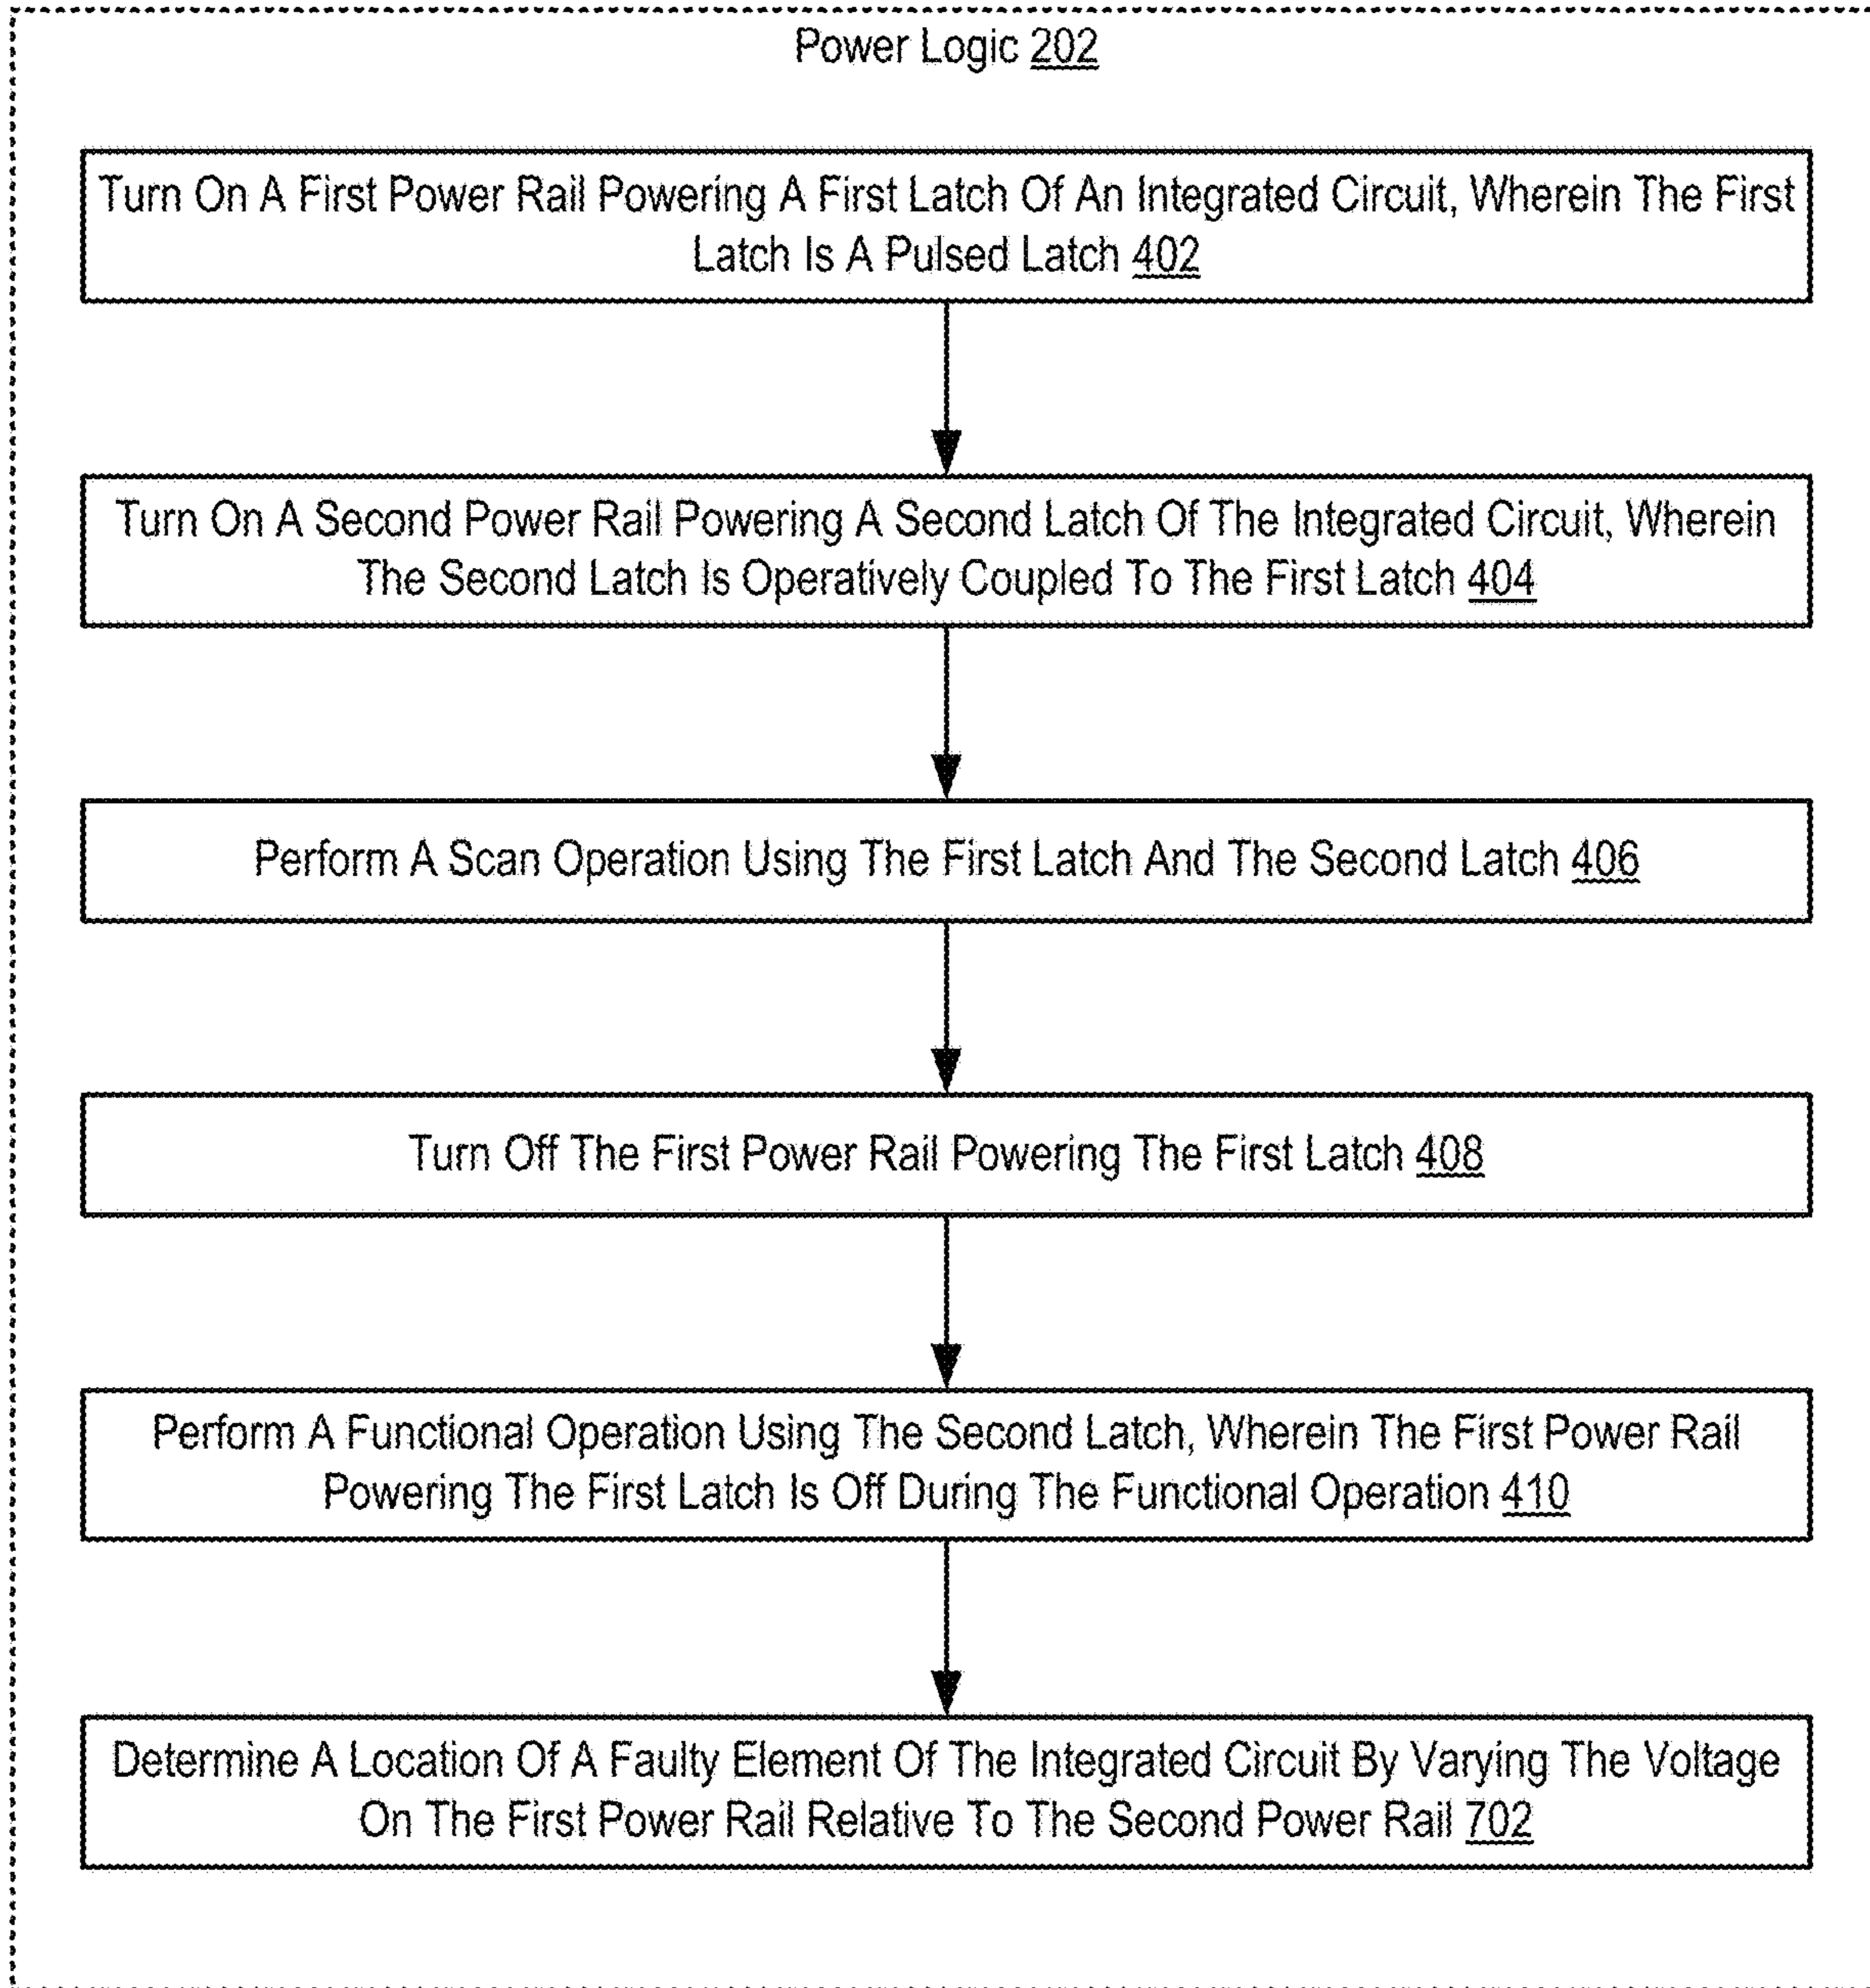 Power Logic 202
Turn On A First Power Rail Powering A First Latch Of An Integrated Circuit, Wherein The First
Latch Is A Pulsed Latch 402
Turn On A Second Power Rail Powering A Second Latch Of The Integrated Circuit, Wherein
The Second Latch Is Operatively Coupled To The First Latch 404
Perform A Scan Operation Using The First Latch And The Second Latch 406
Turn Off The First Power Rail Powering The First Latch 408
Perform A Functional Operation Using The Second Latch, Wherein The First Power Rail
Powering The First Latch Is Off During The Functional Operation 410
Determine A Location Of A Faulty Element Of The Integrated Circuit By Varying The Voltage
On The First Power Rail Relative To The Second Power Rail 702